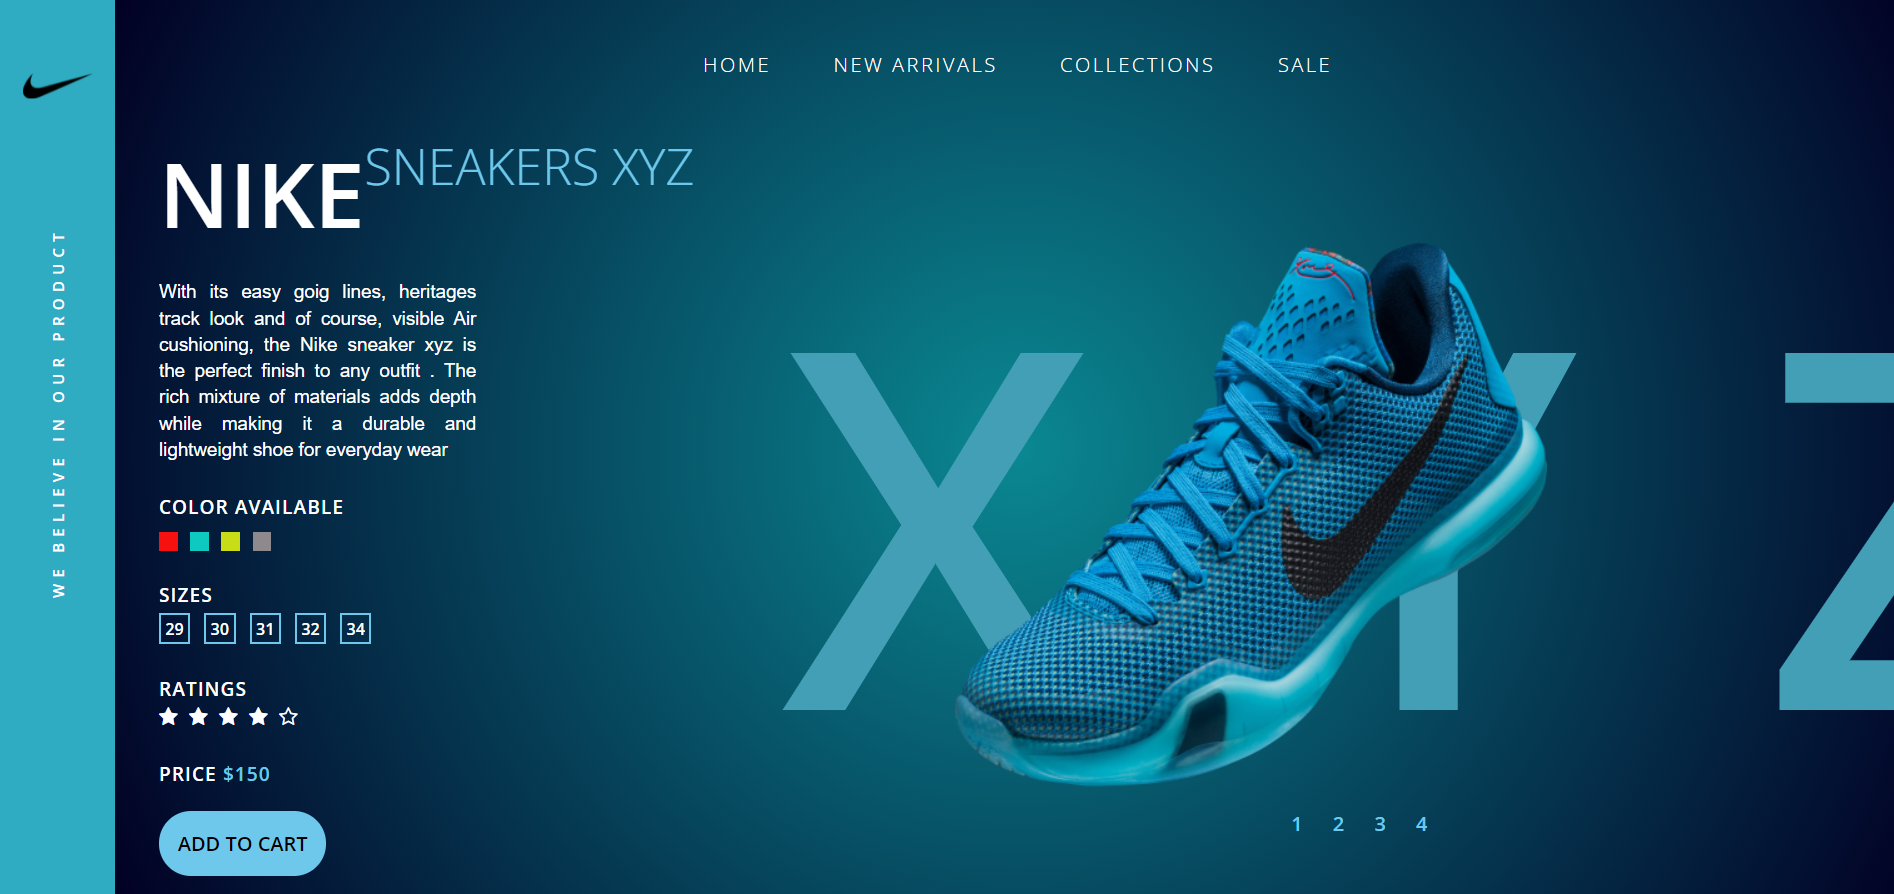 HOME NEW ARRIVALS COLLECTIONS SALE
NIKE SNEAKERS XYZ
WE BELIEVE IN OUR PRODUCT
With its easy goig lines, heritages
track look and of course, visible Air
cushioning, the Nike sneaker xyz is
the perfect finish to any outfit . The
rich mixture of materials adds depth
while making it a durable and
lightweight shoe for everyday wear
X Y Z
COLOR AVAILABLE
SIZES
29 30 31 32 34
RATINGS
PRICE $150
ADD TO CART
1 2 3 4